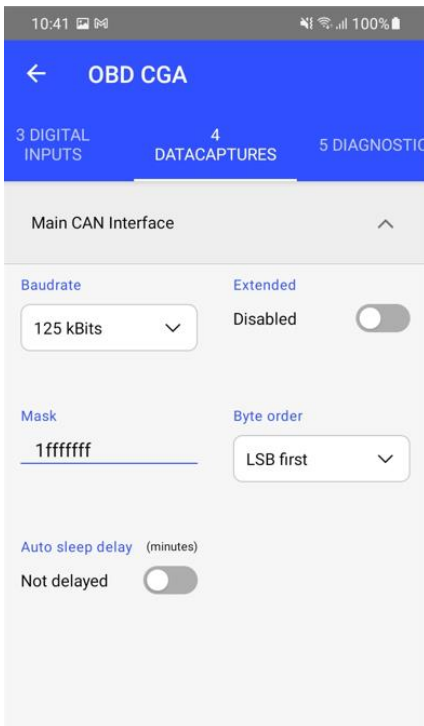 10:41 100%
OBD CGA
3 DIGITAL INPUTS
4 DATACAPTURES
5 DIAGNOSTIC
Main CAN Interface
Baudrate Extended
125 kBits Disabled
Mask Byte order
1fffffff LSB first
Auto sleep delay (minutes)
Not delayed